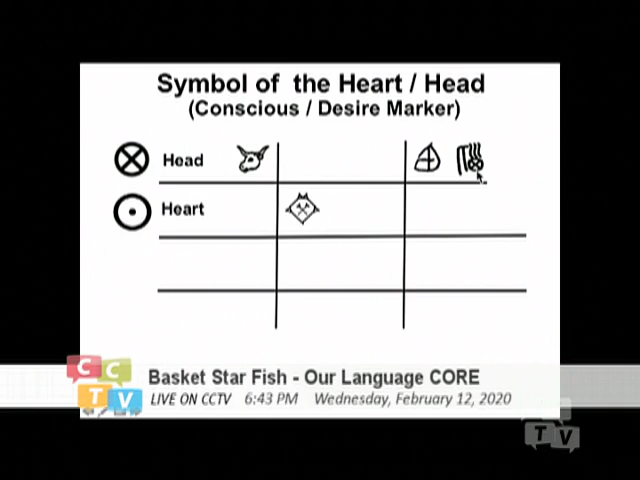 Symbol of the Heart / Head
(Conscious / Desire Marker)
Head
Heart
CCTV
Basket Star Fish - Our Language CORE
LIVE ON CCTV 6:43 PM Wednesday, February 12, 2020
TV